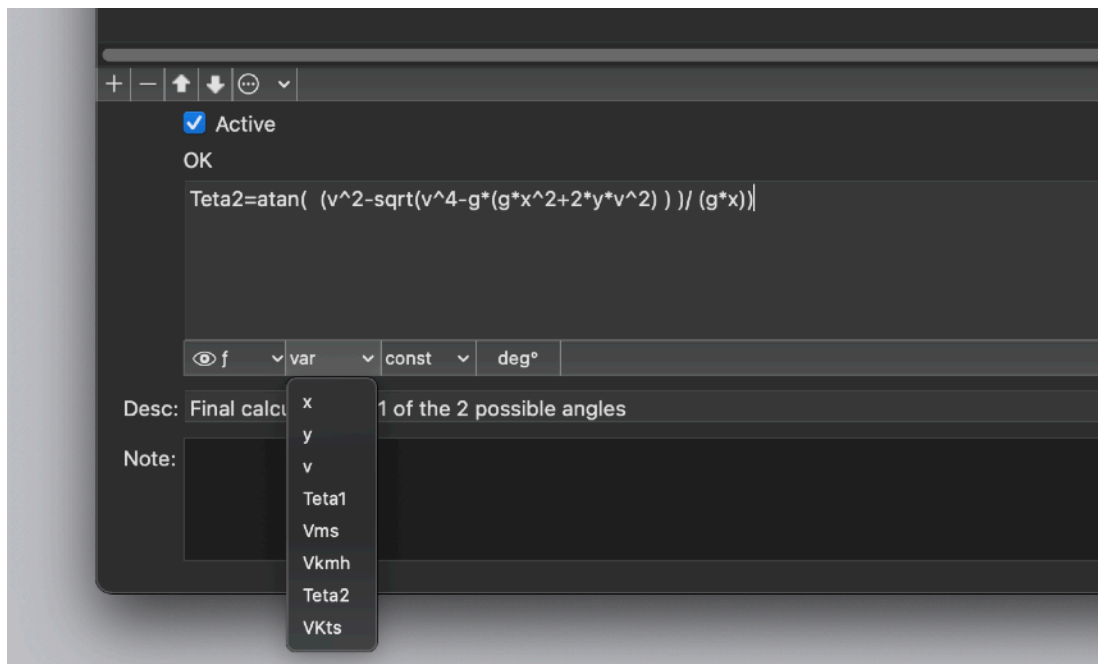 Active
OK
Teta2=atan(  (v^2-sqrt(v^4-g*(g*x^2+2*y*v^2) ) )/ (g*x))
f var const deg°
Desc: Final calcu 1 of the 2 possible angles
x
y
Note:
v
Teta1
Vms
Vkmh
Teta2
VKts